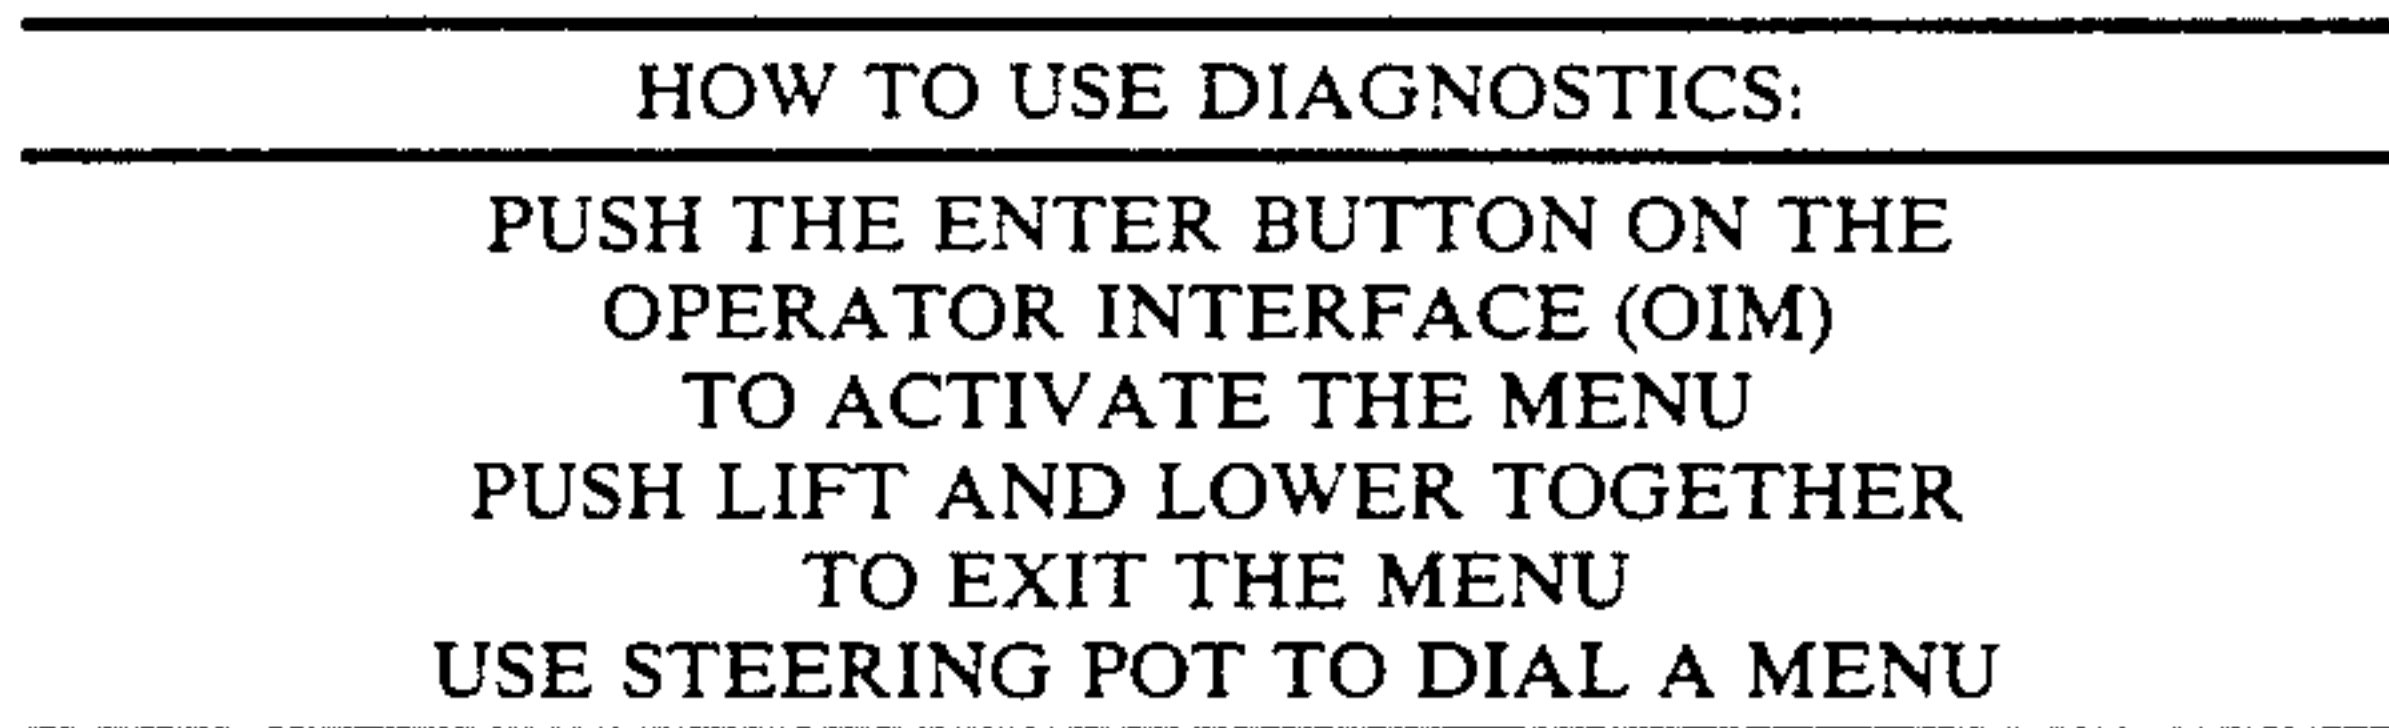 HOW TO USE DIAGNOSTICS:
PUSH THE ENTER BUTTON ON THE
OPERATOR INTERFACE (OIM)
TO ACTIVATE THE MENU
PUSH LIFT AND LOWER TOGETHER
TO EXIT THE MENU
USE STEERING POT TO DIAL A MENU